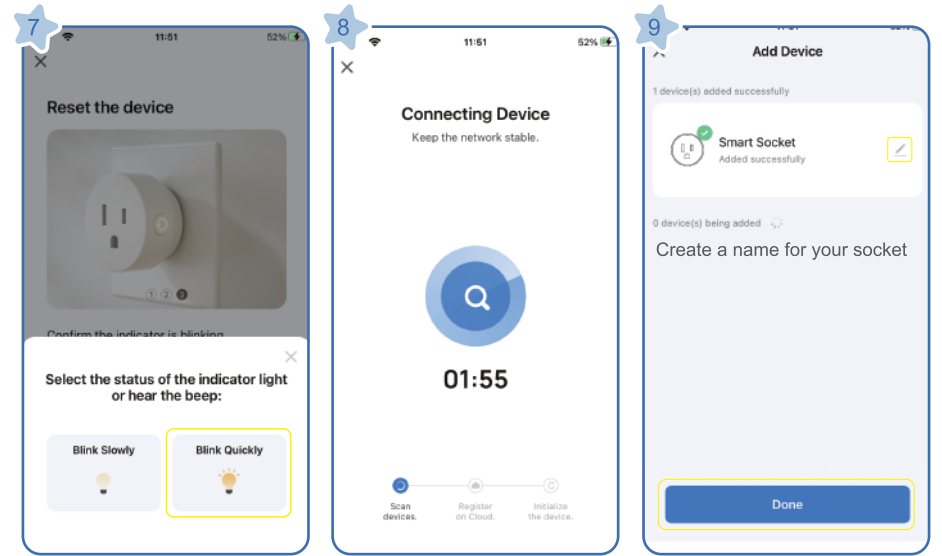 7
11:51
52%
Reset the device
1 2 3
Confirm the indicator is blinking
Select the status of the indicator light
or hear the beep:
Blink Slowly
Blink Quickly
8
11:51
52%
Connecting Device
Keep the network stable.
01:55
Scan
devices.
Register
on Cloud.
Initialize
the device.
9
Add Device
1 device(s) added successfully
Smart Socket
Added successfully
0 device(s) being added
Create a name for your socket
Done